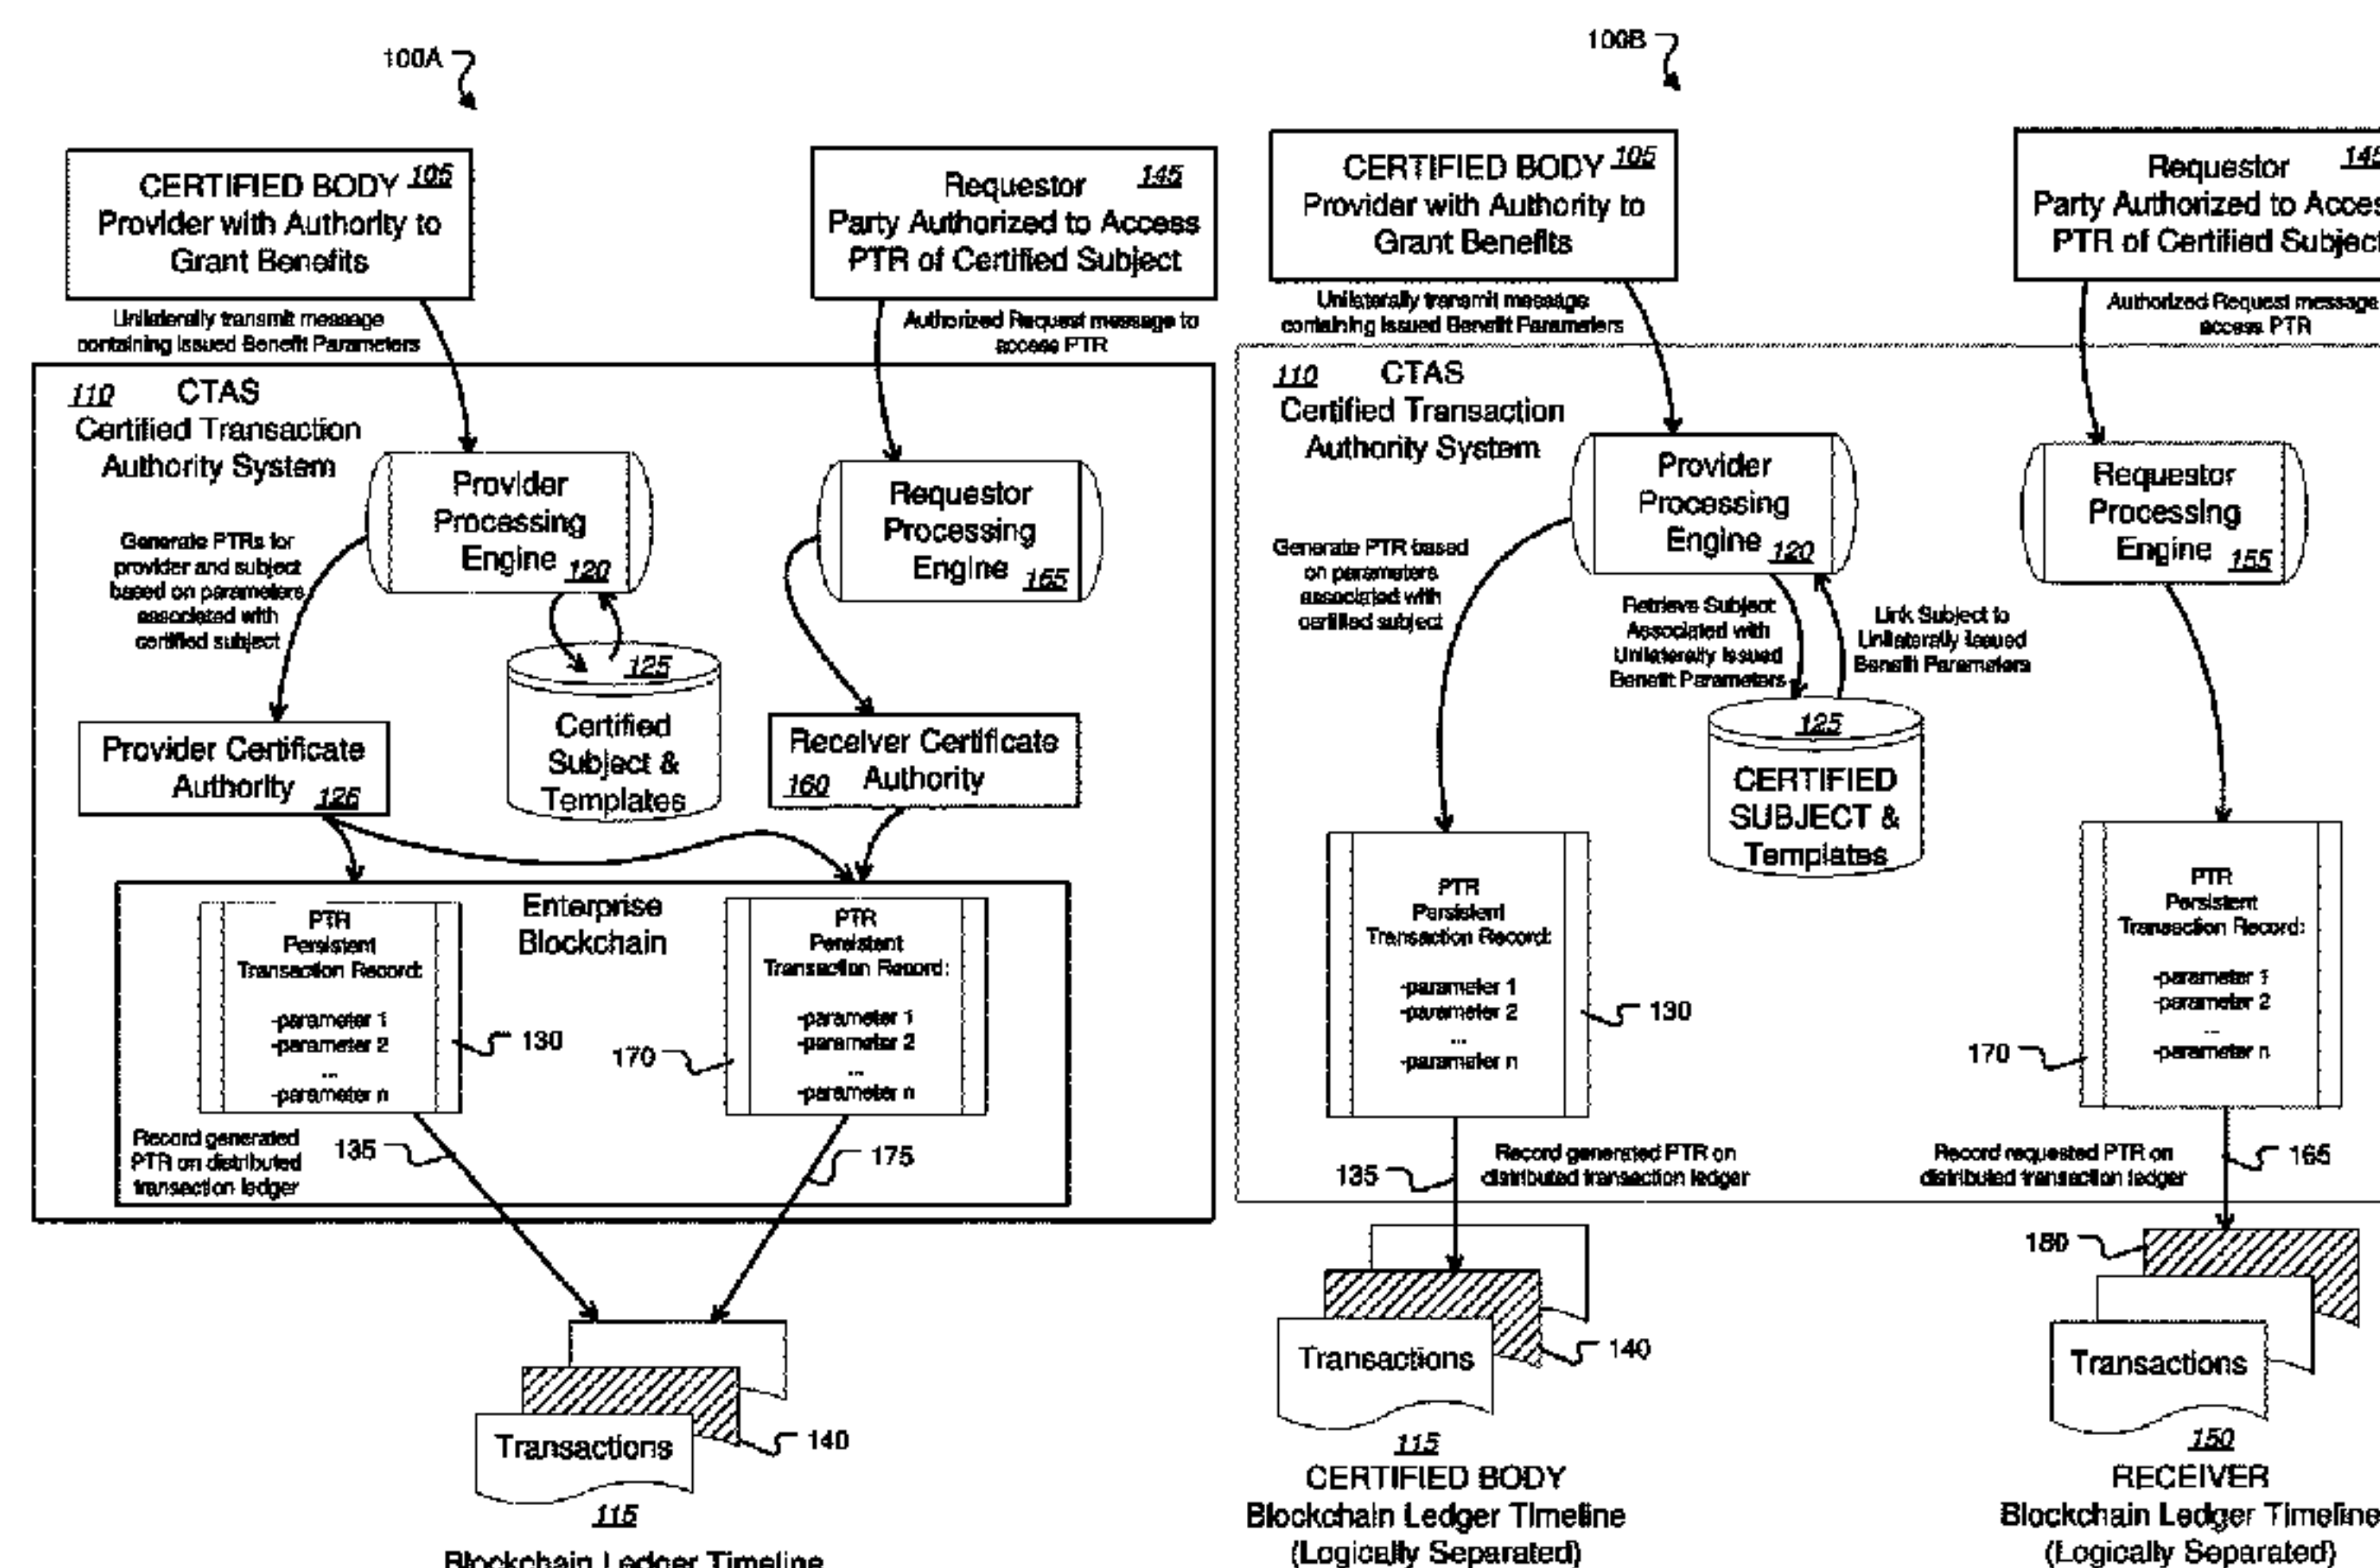 100A
CERTIFIED BODY 105
Provider with Authority to
Grant Benefits
Requestor 145
Party Authorized to Access
PTR of Certified Subject
Unilaterally transmit message
containing Issued Benefit Parameters
Authorized Request message to
access PTR
110 CTAS
Certified Transaction
Authority System
Provider
Processing
Engine 120
Requestor
Processing
Engine 155
Generate PTRs for
provider and subject
based on parameters
associated with
certified subject
125
Certified
Subject &
Templates
Provider Certificate
Authority 126
Receiver Certificate
160 Authority
Enterprise
Blockchain
PTR
Persistent
Transaction Record:
-parameter 1
-parameter 2
...
-parameter n
130
PTR
Persistent
Transaction Record:
-parameter 1
-parameter 2
...
-parameter n
170
Record generated
PTR on distributed
transaction ledger
135
175
Transactions
140
115
Blockchain Ledger Timeline
100B
CERTIFIED BODY 105
Provider with Authority to
Grant Benefits
Requestor 145
Party Authorized to Access
PTR of Certified Subject
Unilaterally transmit message
containing Issued Benefit Parameters
Authorized Request message
access PTR
110 CTAS
Certified Transaction
Authority System
Provider
Processing
Engine 120
Requestor
Processing
Engine 155
Generate PTR based
on parameters
associated with
certified subject
Retrieve Subject
Associated with
Unilaterally Issued
Benefit Parameters
Link Subject to
Unilaterally Issued
Benefit Parameters
125
CERTIFIED
SUBJECT &
Templates
PTR
Persistent
Transaction Record:
-parameter 1
-parameter 2
...
-parameter n
130
PTR
Persistent
Transaction Record:
-parameter 1
-parameter 2
...
-parameter n
170
135
Record generated PTR on
distributed transaction ledger
Record requested PTR on
distributed transaction ledger
165
180
Transactions
140
Transactions
115
CERTIFIED BODY
Blockchain Ledger Timeline
(Logically Separated)
150
RECEIVER
Blockchain Ledger Timeline
(Logically Separated)